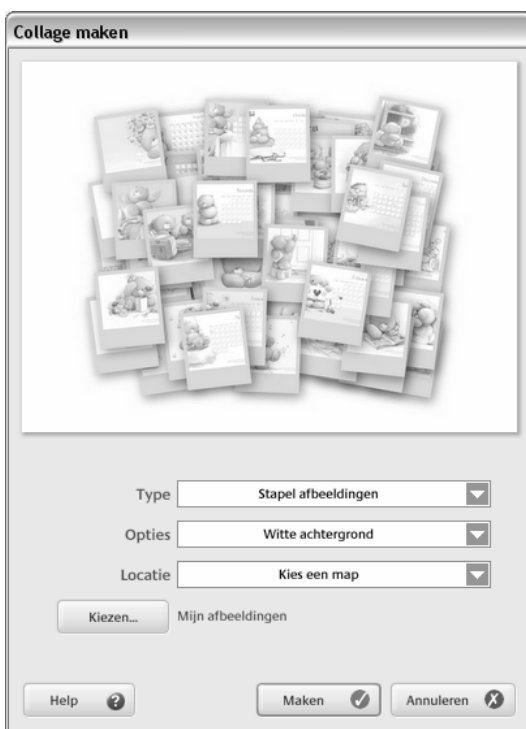 Collage maken
Type Stapel afbeeldingen
Opties Witte achtergrond
Locatie Kies een map
Kiezen... Mijn afbeeldingen
Help Maken Annuleren